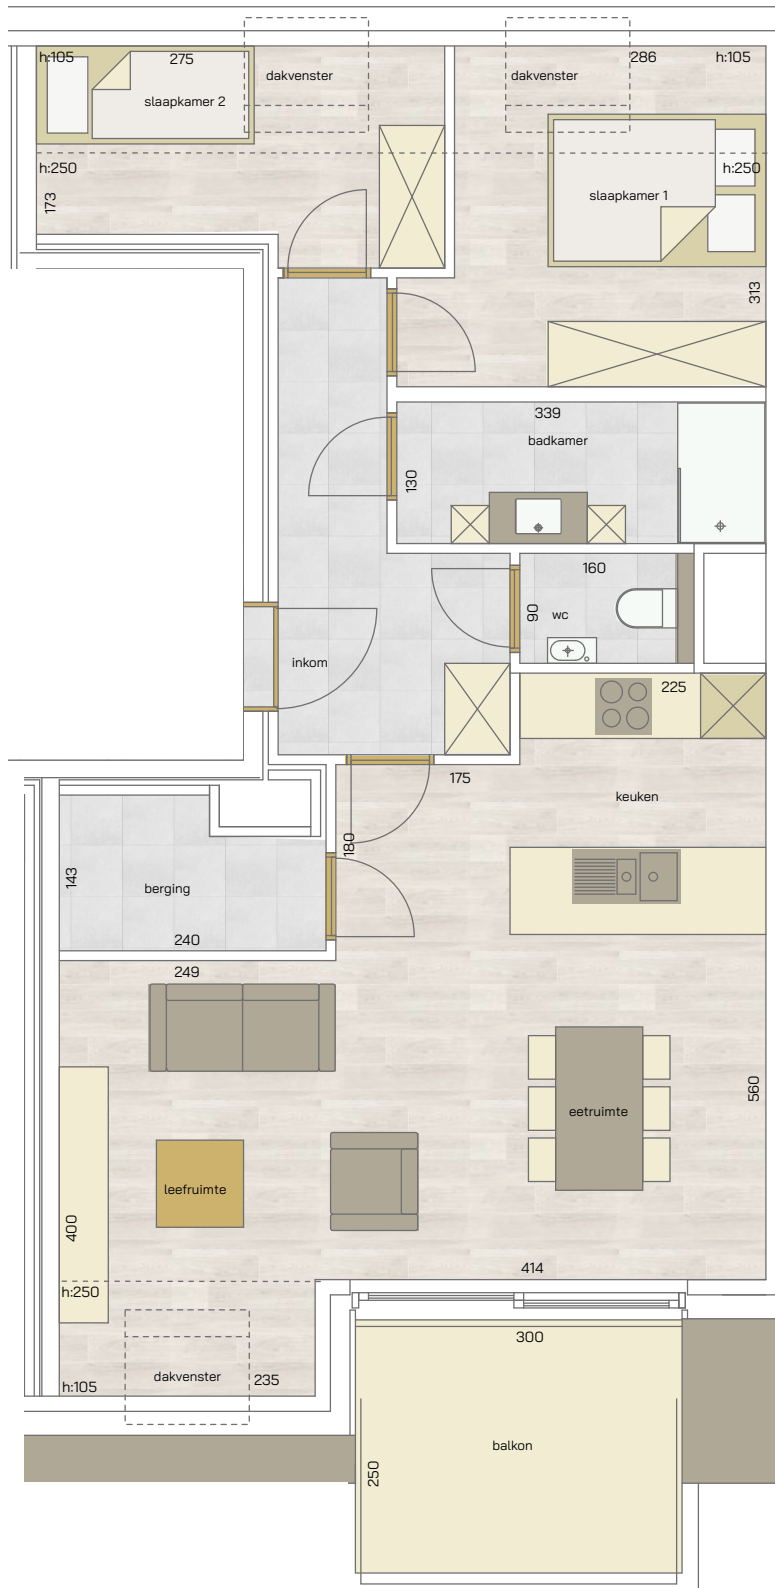 h:105
275
dakvenster
dakvenster
286
h:105
slaapkamer 2
h:250
h:250
173
slaapkamer 1
313
339
badkamer
130
160
90
wc
inkom
225
175
keuken
180
143
berging
240
249
560
eetruimte
leefruimte
400
414
h:250
300
dakvenster
235
h:105
balkon
250